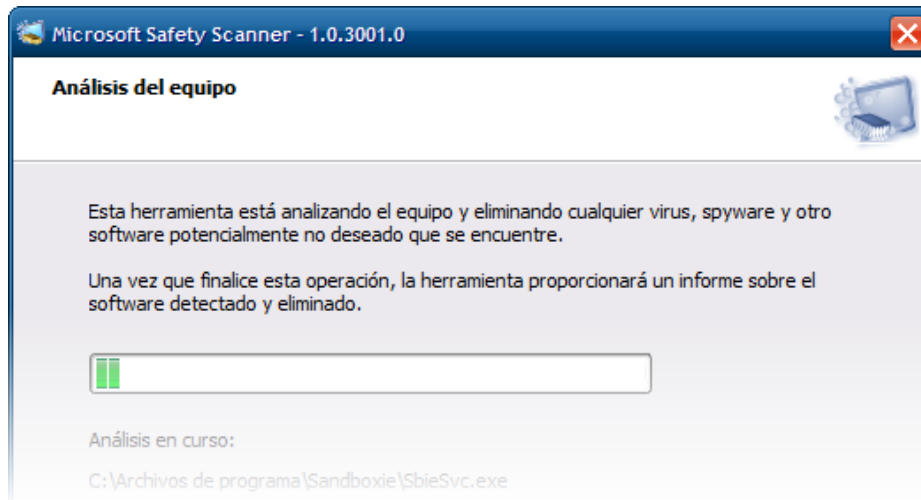 Microsoft Safety Scanner - 1.0.3001.0
Análisis del equipo
Esta herramienta está analizando el equipo y eliminando cualquier virus, spyware y otro
software potencialmente no deseado que se encuentre.
Una vez que finalice esta operación, la herramienta proporcionará un informe sobre el
software detectado y eliminado.
Análisis en curso:
C:\Archivos de programa\Sandboxie\SbieSvc.exe